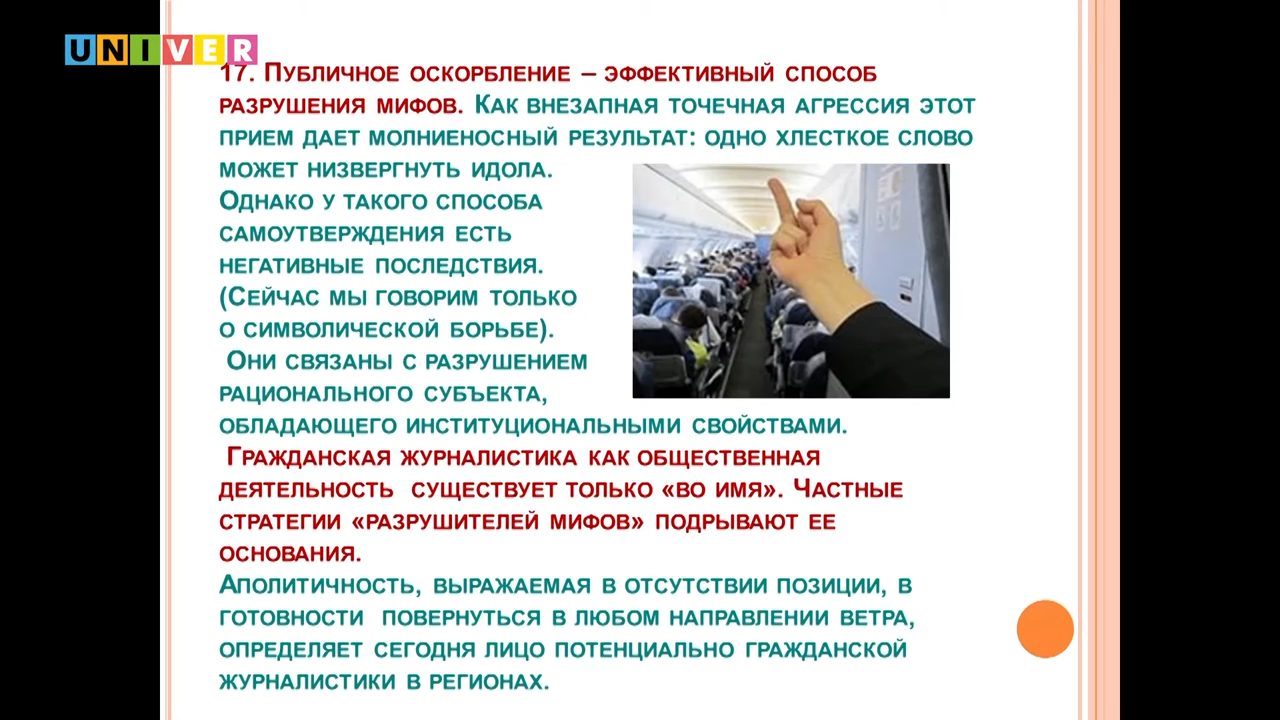 UNIVER
17. Публичное оскорбление – эффективный способ
разрушения мифов. Как внезапная точечная агрессия этот
прием дает молниеносный результат: одно хлесткое слово
может низвергнуть идола.
Однако у такого способа
самоутверждения есть
негативные последствия.
(Сейчас мы говорим только
о символической борьбе).
Они связаны с разрушением
рационального субъекта,
обладающего институциональными свойствами.
Гражданская журналистика как общественная
деятельность существует только «во имя». Частные
стратегии «разрушителей мифов» подрывают ее
основания.
Аполитичность, выражаемая в отсутствии позиции, в
готовности повернуться в любом направлении ветра,
определяет сегодня лицо потенциально гражданской
журналистики в регионах.